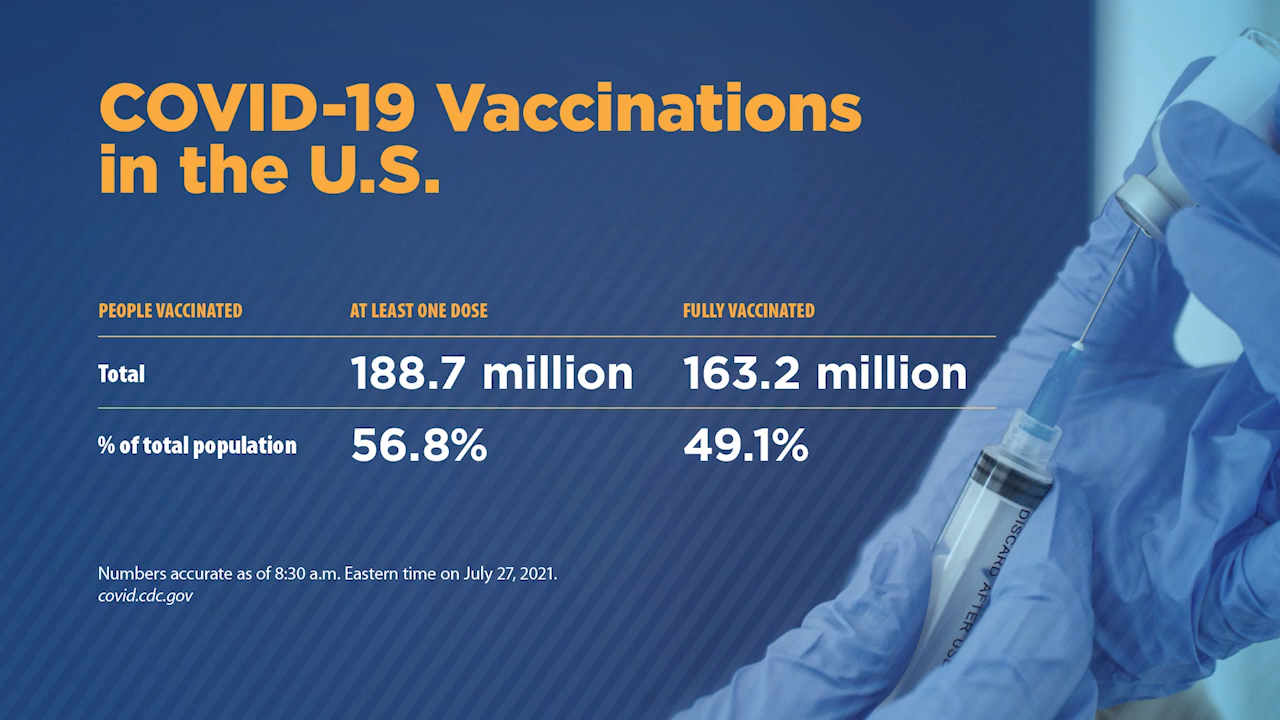 COVID-19 Vaccinations
in the U.S.
PEOPLE VACCINATED AT LEAST ONE DOSE FULLY VACCINATED
Total 188.7 million 163.2 million
% of total population 56.8% 49.1%
Numbers accurate as of 8:30 a.m. Eastern time on July 27, 2021.
covid.cdc.gov
DISCARD AFTER